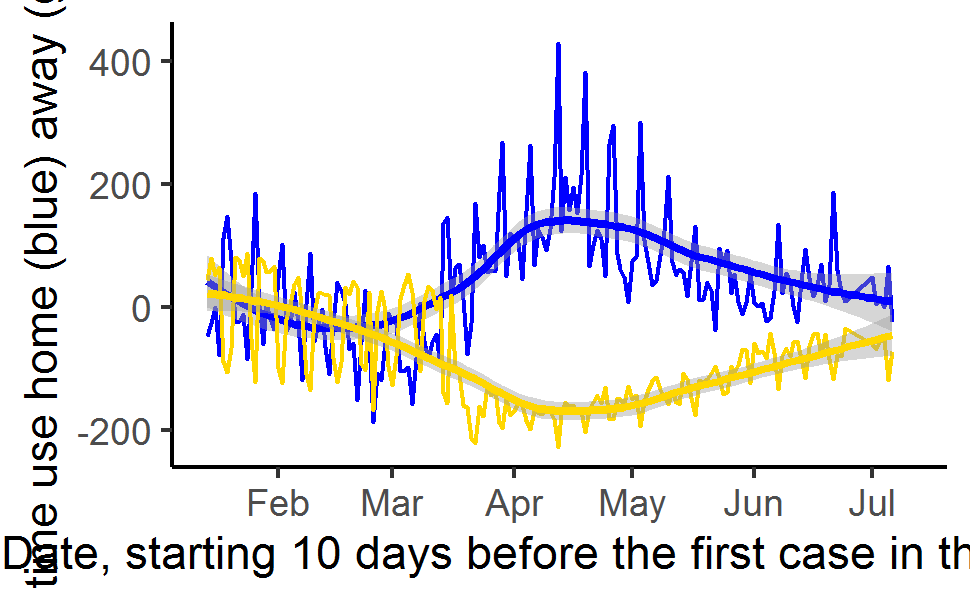 time use home (blue) away (
400
200
0
-200
Feb Mar Apr May Jun Jul
Date, starting 10 days before the first case in th